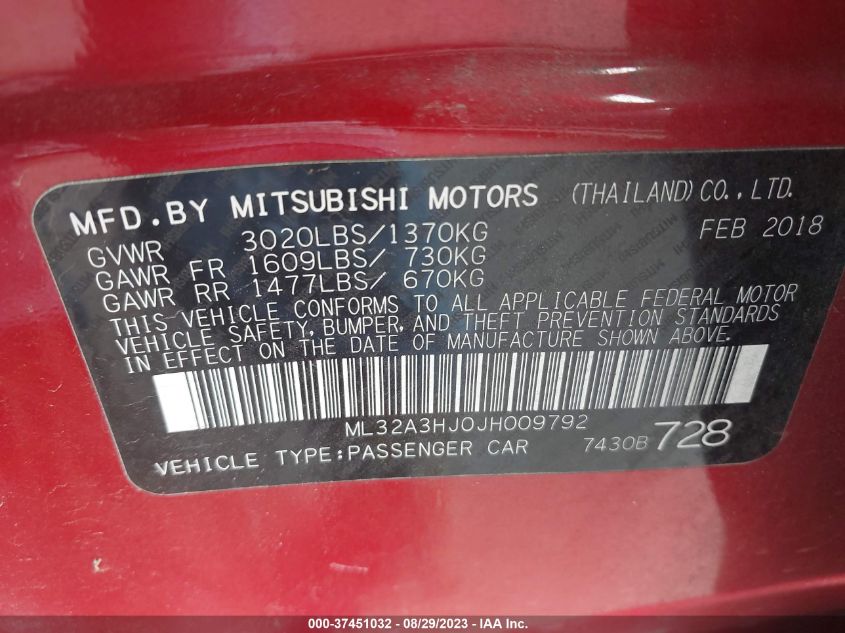 MFD.BY MITSUBISHI MOTORS (THAILAND) CO.,LTD.
GVWR 3020LBS/1370KG FEB 2018
GAWR FR 1609LBS/ 730KG
GAWR RR 1477LBS/ 670KG
THIS VEHICLE CONFORMS TO ALL APPLICABLE FEDERAL MOTOR
VEHICLE SAFETY, BUMPER, AND THEFT PREVENTION STANDARDS
IN EFFECT ON THE DATE OF MANUFACTURE SHOWN ABOVE.
ML32A3HJ0JH009792
VEHICLE TYPE:PASSENGER CAR 7430B 728
000-37451032 - 08/29/2023 - IAA Inc.